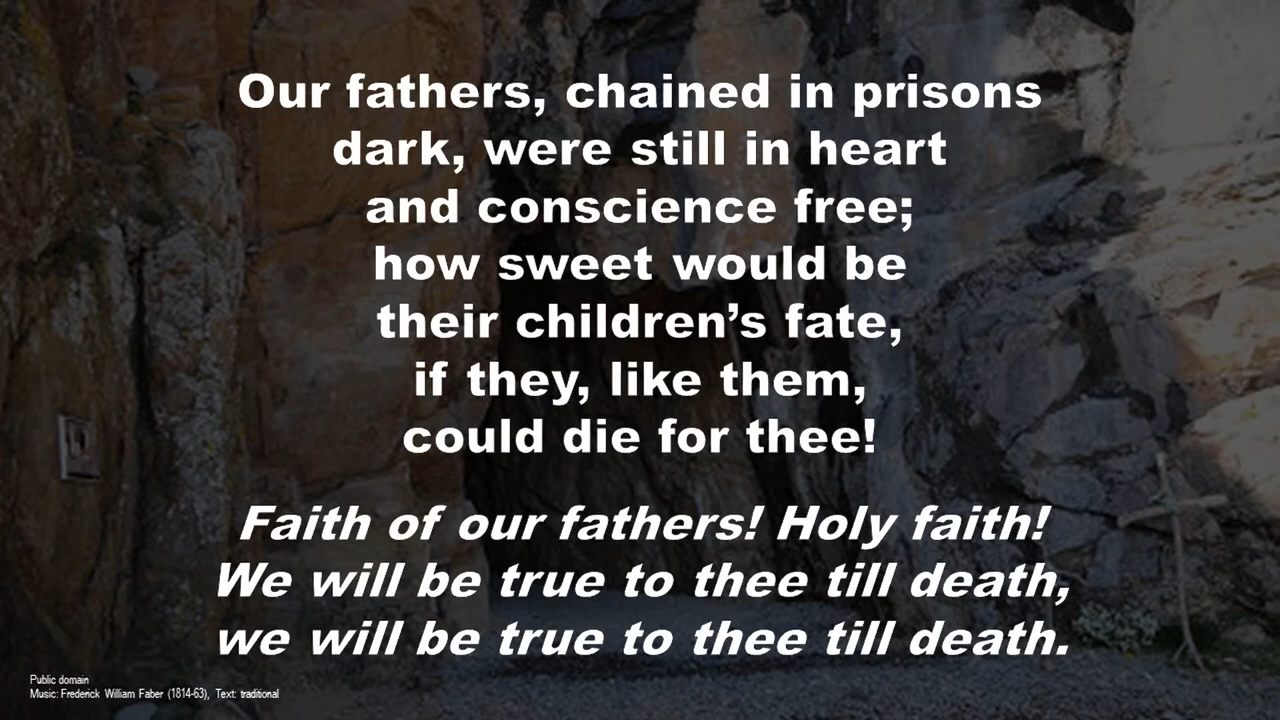 Our fathers, chained in prisons
dark, were still in heart
and conscience free;
how sweet would be
their children’s fate,
if they, like them,
could die for thee!
Faith of our fathers! Holy faith!
We will be true to thee till death,
we will be true to thee till death.
Public domain
Music: Frederick William Faber (1814-63), Text: traditional